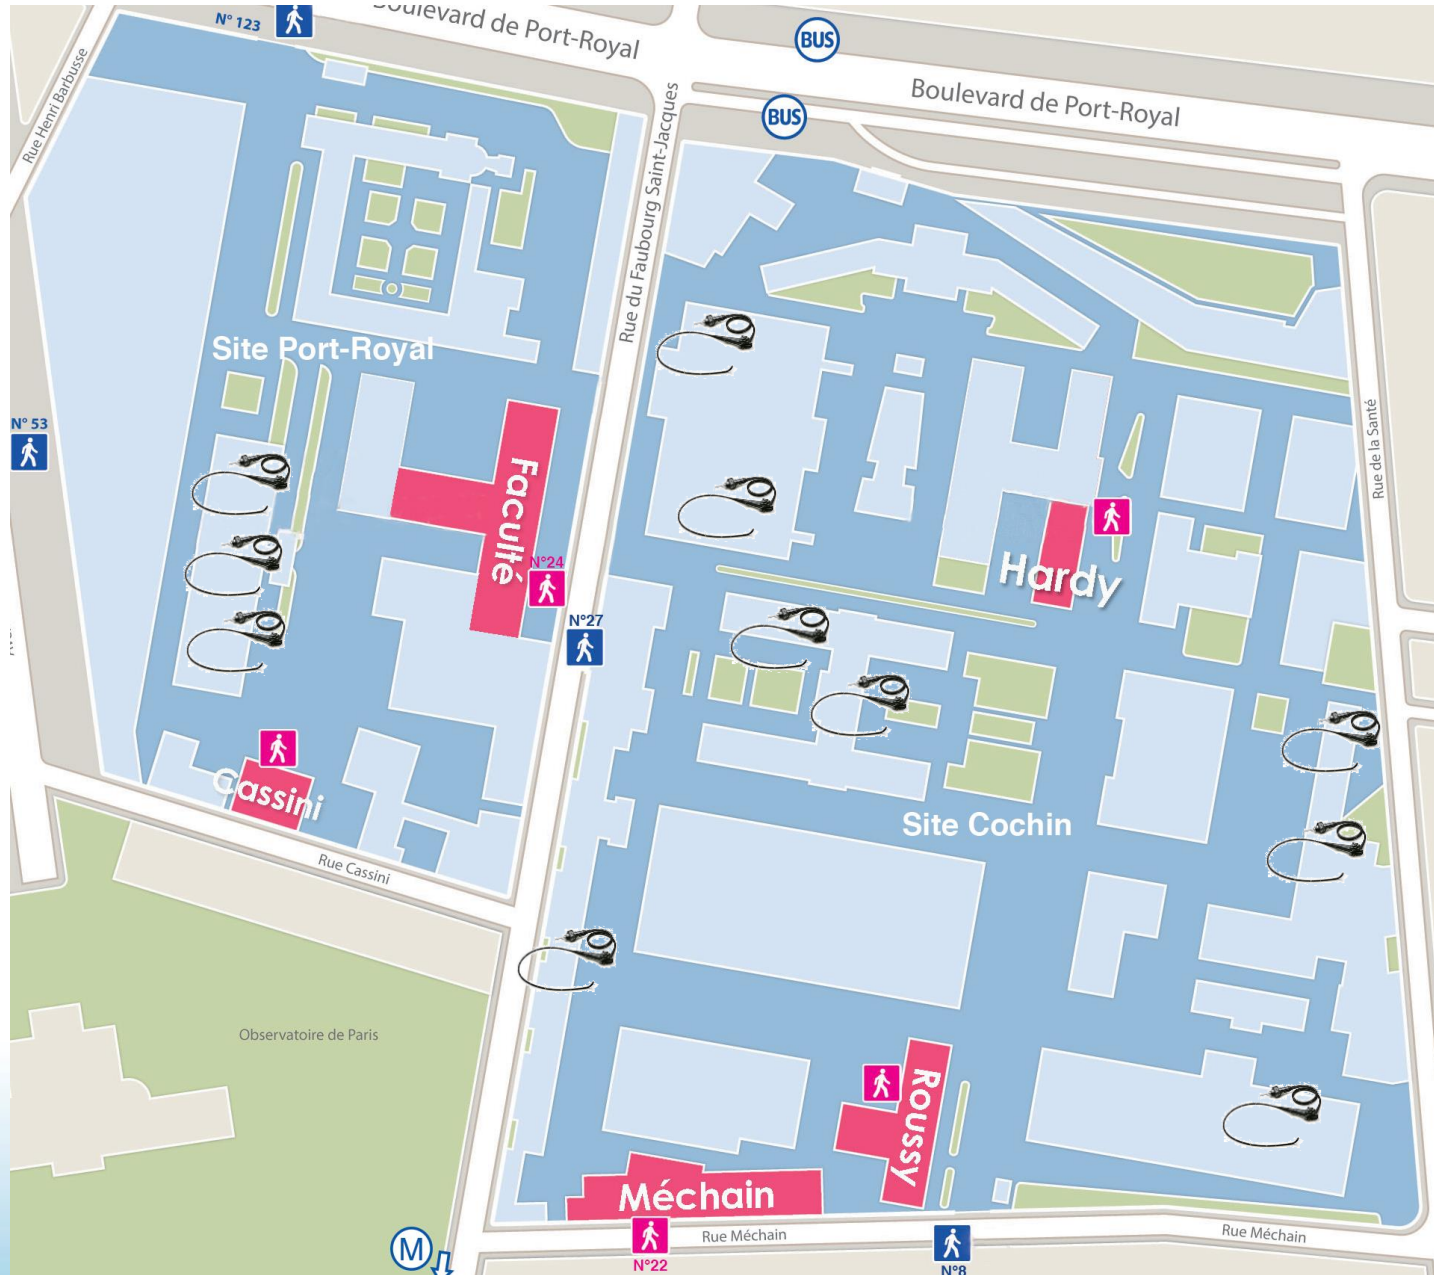 N° 123
Boulevard de Port-Royal
BUS
BUS
Boulevard de Port-Royal
Rue Henri Barbusse
Rue du Faubourg Saint-Jacques
Site Port-Royal
N° 53
Rue de la Santé
Faculté
N°24
Hardy
N°27
Cassini
Site Cochin
Rue Cassini
Observatoire de Paris
Roussy
Méchain
M
N°22
Rue Méchain
N°8
Rue Méchain